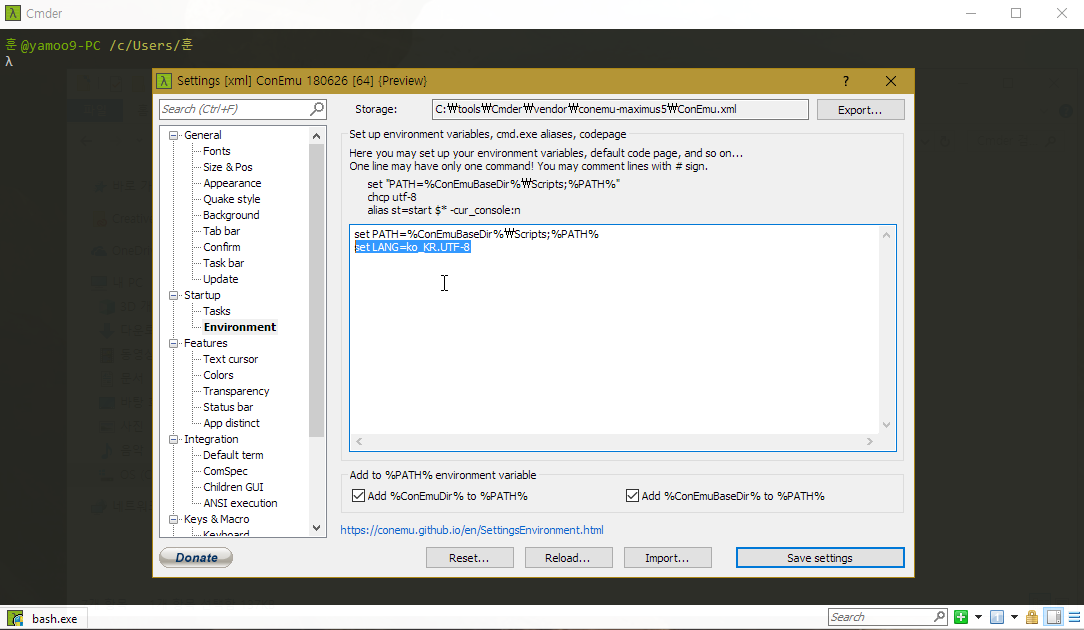 Cmder
훈@yamoo9-PC /c/Users/훈
λ
Settings [xml] ConEmu 180626 [64] {Preview}
Search (Ctrl+F)
Storage:
C:₩tools₩Cmder₩vendor₩conemu-maximus5₩ConEmu.xml
Export...
General
Fonts
Size & Pos
Appearance
Quake style
Background
Tab bar
Confirm
Task bar
Update
Startup
Tasks
Environment
Features
Text cursor
Colors
Transparency
Status bar
App distinct
Integration
Default term
ComSpec
Children GUI
ANSI execution
Keys & Macro
Keyboard
Set up environment variables, cmd.exe aliases, codepage
Here you may set up your environment variables, default code page, and so on...
One line may have only one command! You may comment lines with # sign.
set "PATH=%ConEmuBaseDir%₩Scripts;%PATH%"
chcp utf-8
alias st=start $* -cur_console:n
set PATH=%ConEmuBaseDir%₩Scripts;%PATH%
set LANG=ko_KR.UTF-8
Add to %PATH% environment variable
Add %ConEmuDir% to %PATH%
Add %ConEmuBaseDir% to %PATH%
https://conemu.github.io/en/SettingsEnvironment.html
Donate
Reset...
Reload...
Import...
Save settings
bash.exe
Search